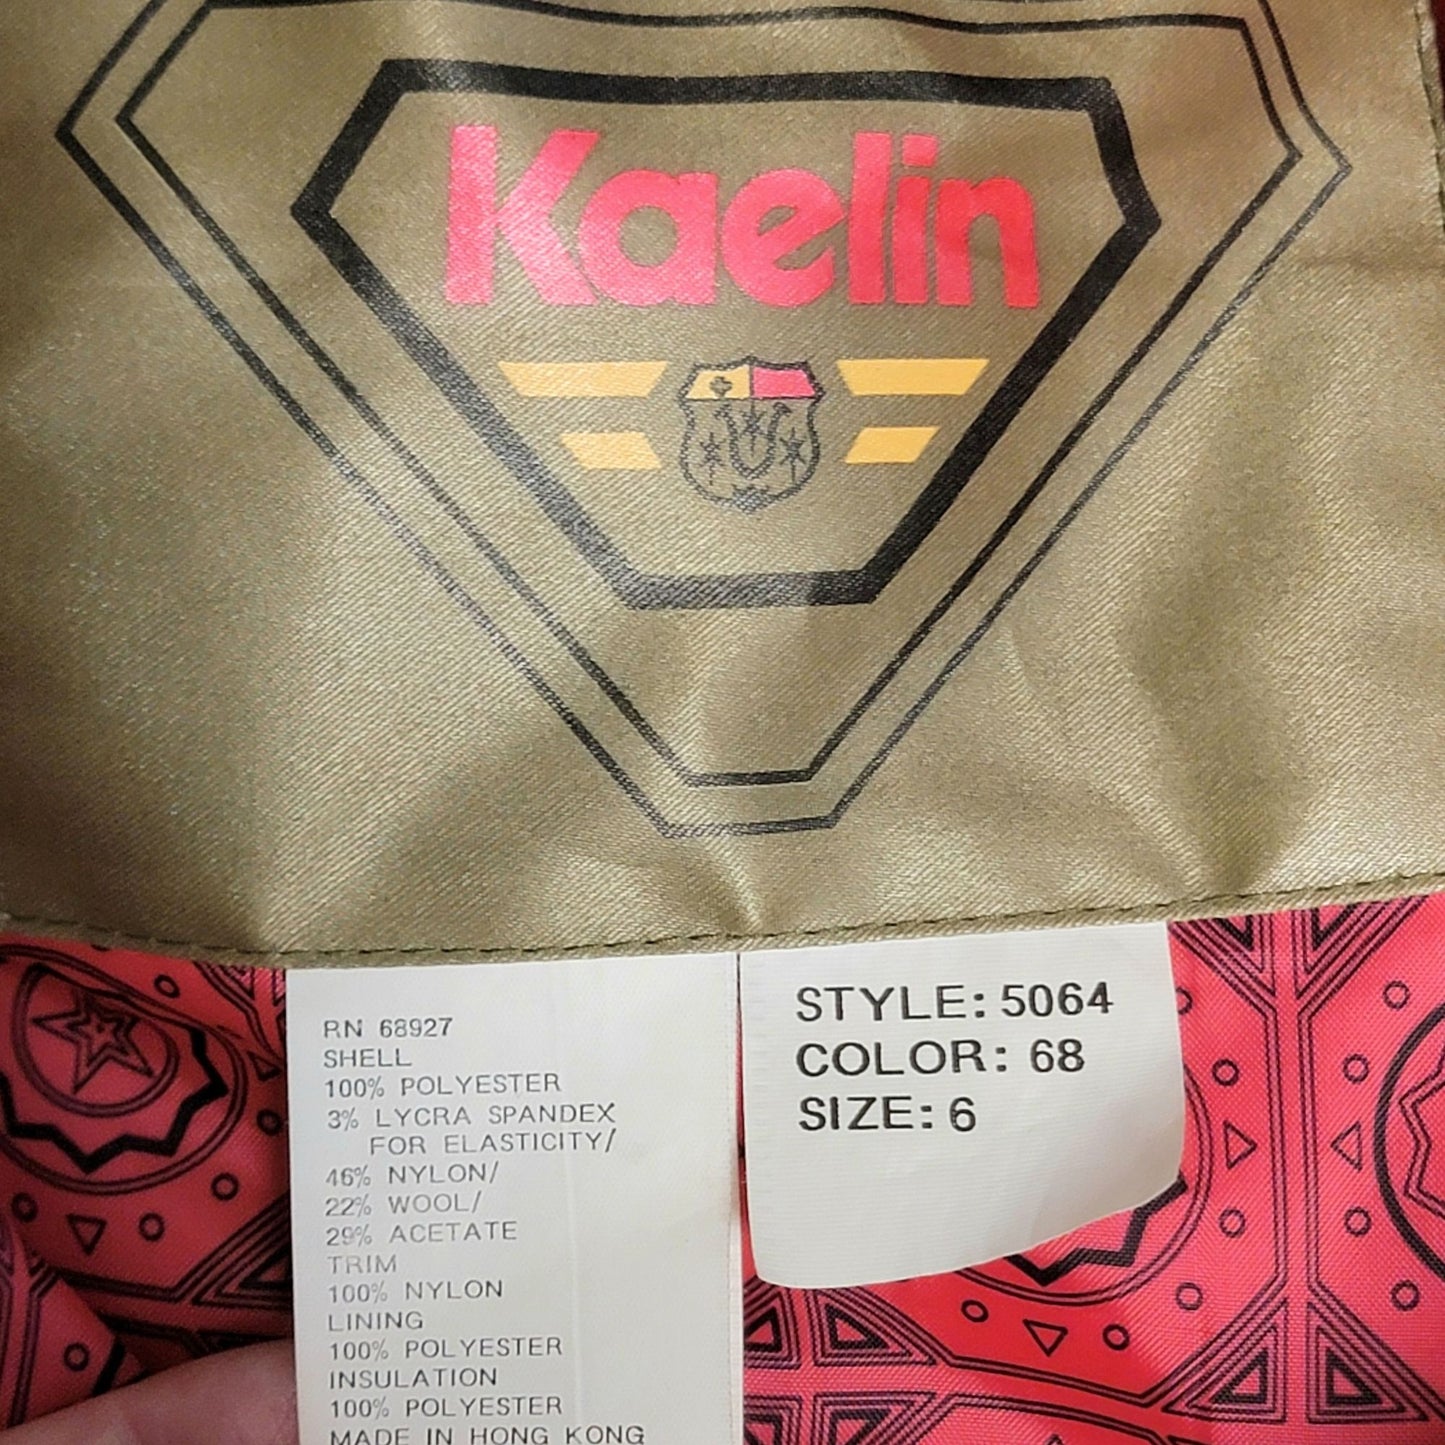 Kaelin
RN 68927
SHELL
100% POLYESTER
3% LYCRA SPANDEX
FOR ELASTICITY/
46% NYLON/
22% WOOL/
29% ACETATE
TRIM
100% NYLON
LINING
100% POLYESTER
INSULATION
100% POLYESTER
MADE IN HONG KONG
STYLE: 5064
COLOR: 68
SIZE: 6